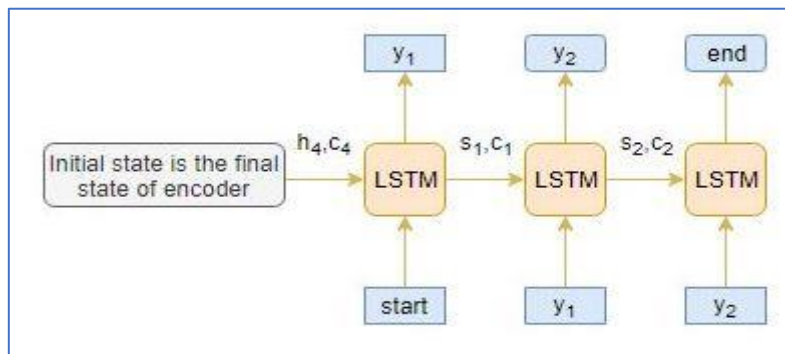 y₁ y₂ end
h₄,c₄ s₁,c₁ s₂,c₂
Initial state is the final
state of encoder
LSTM LSTM LSTM
start y₁ y₂